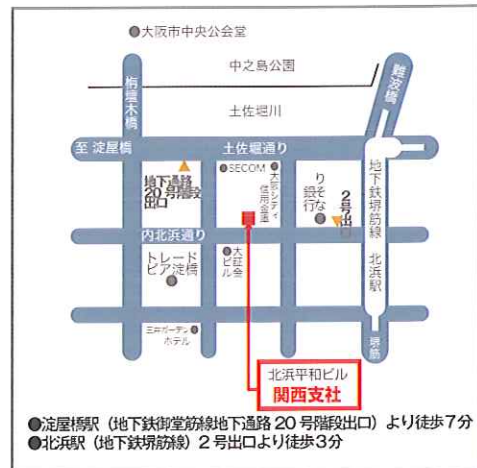 大阪市中央公会堂
中之島公園
栴檀木橋
難波橋
土佐堀川
至 淀屋橋
土佐堀通り
地下通路
20号階段
出口
SECOM
大阪シティ
信用金庫
りそな
銀行
2号出口
地下鉄堺筋線 北浜駅
内北浜通り
トレード
ピア淀橋
大証金
ビル
三井ガーデン
ホテル
堺筋
北浜平和ビル
関西支社
●淀屋橋駅(地下鉄御堂筋線地下通路20号階段出口)より徒歩7分
●北浜駅(地下鉄堺筋線)2号出口より徒歩3分